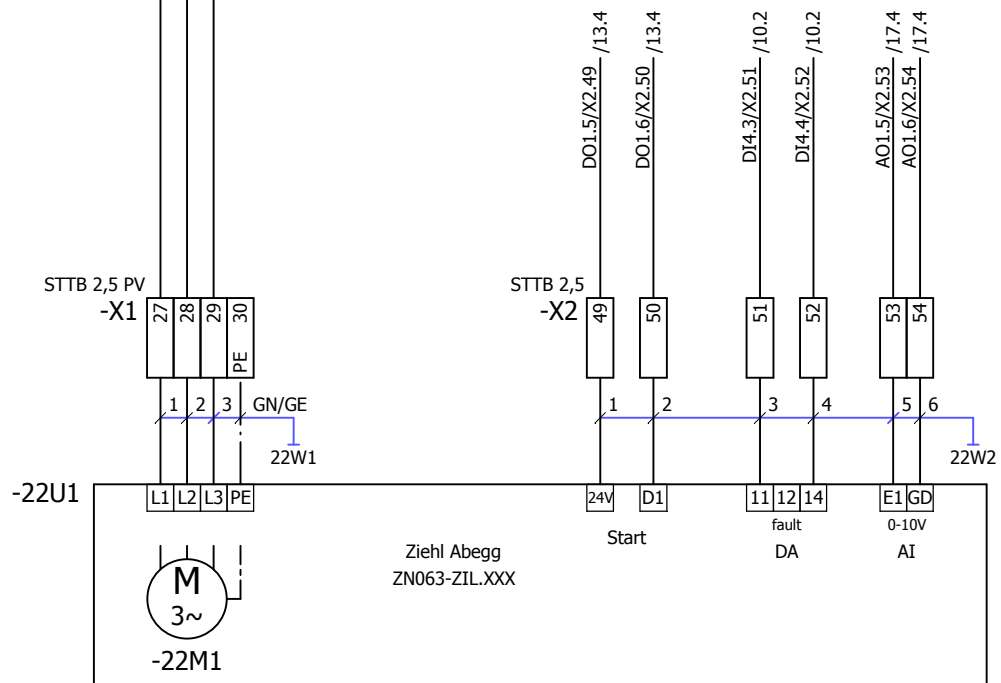 /13.4
/13.4
/10.2
/10.2
/17.4
/17.4
DO1.5/X2.49
DO1.6/X2.50
DI4.3/X2.51
DI4.4/X2.52
AO1.5/X2.53
AO1.6/X2.54
STTB 2,5 PV
-X1
27
28
29
30
PE
STTB 2,5
-X2
49
50
51
52
53
54
1 2 3 GN/GE
22W1
1 2 3 4 5 6
22W2
-22U1
L1 L2 L3 PE
24V D1 11 12 14 E1 GD
fault
0-10V
Start
DA
AI
Ziehl Abegg
ZN063-ZIL.XXX
M
3~
-22M1